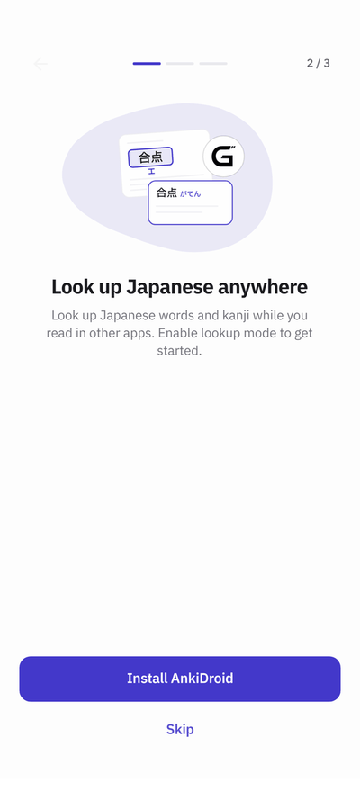 2 / 3
合点
G
合点 がてん
Look up Japanese anywhere
Look up Japanese words and kanji while you
read in other apps. Enable lookup mode to get
started.
Install AnkiDroid
Skip